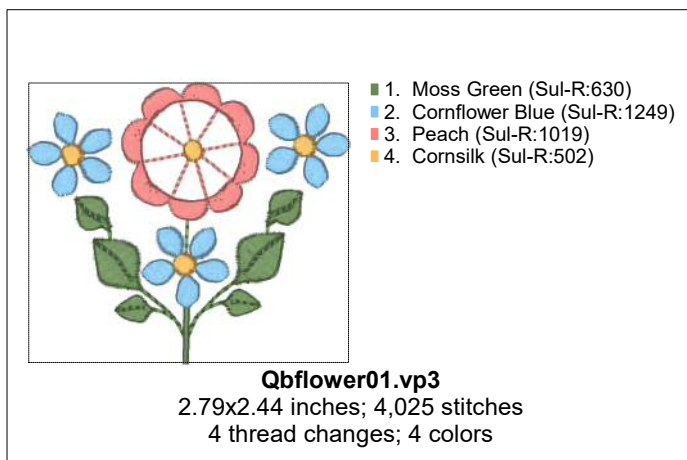 1. Moss Green (Sul-R:630)
2. Cornflower Blue (Sul-R:1249)
3. Peach (Sul-R:1019)
4. Cornsilk (Sul-R:502)
Qbflower01.vp3
2.79x2.44 inches; 4,025 stitches
4 thread changes; 4 colors